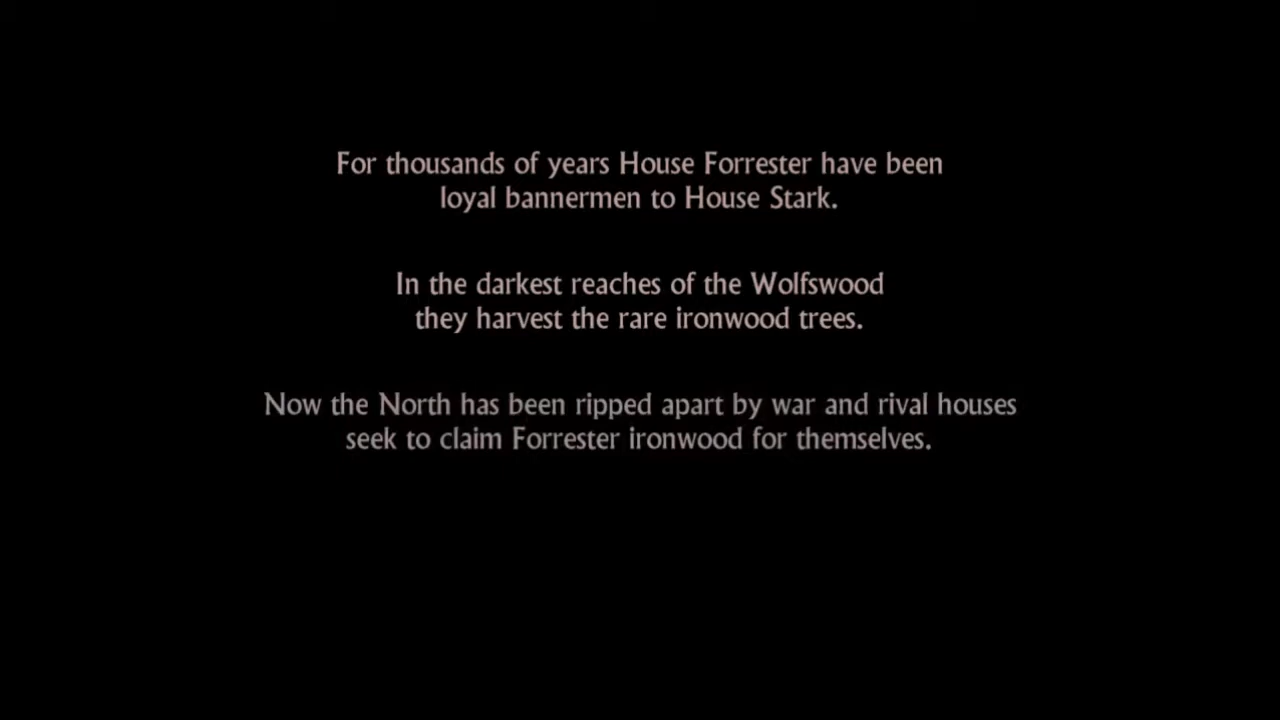 For thousands of years House Forrester have been
loyal bannermen to House Stark.
In the darkest reaches of the Wolfswood
they harvest the rare ironwood trees.
Now the North has been ripped apart by war and rival houses
seek to claim Forrester ironwood for themselves.